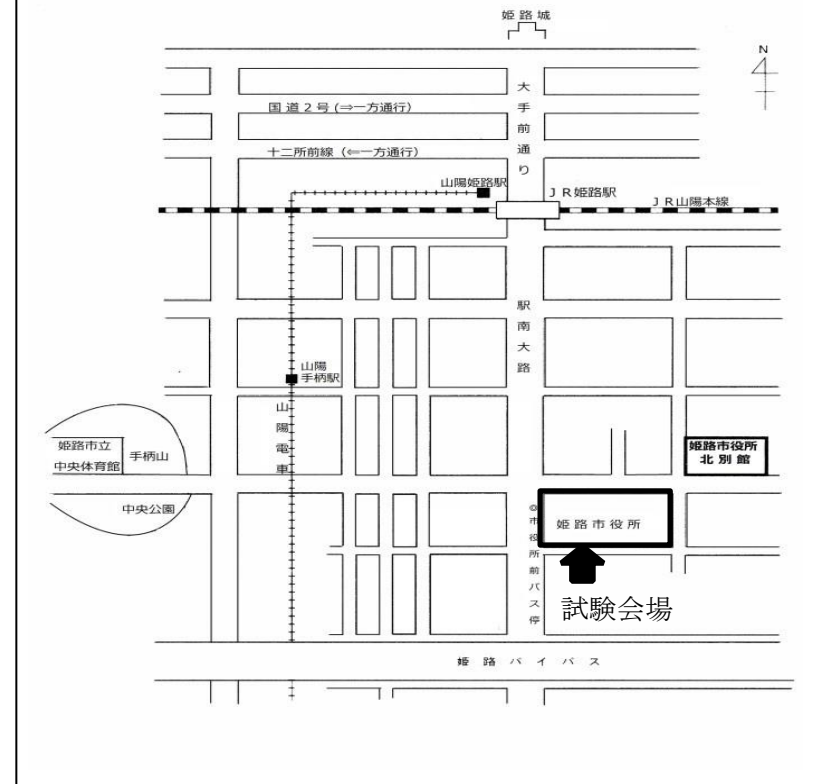 姫路城
N
大手前通り
国道2号(⇒一方通行)
十二所前線(⇐一方通行)
山陽姫路駅
JR姫路駅
JR山陽本線
駅南大路
山陽
手柄駅
山陽電車
姫路市立
中央体育館
手柄山
中央公園
姫路市役所
北別館
◎市役所前バス停
姫路市役所
試験会場
姫路バイパス